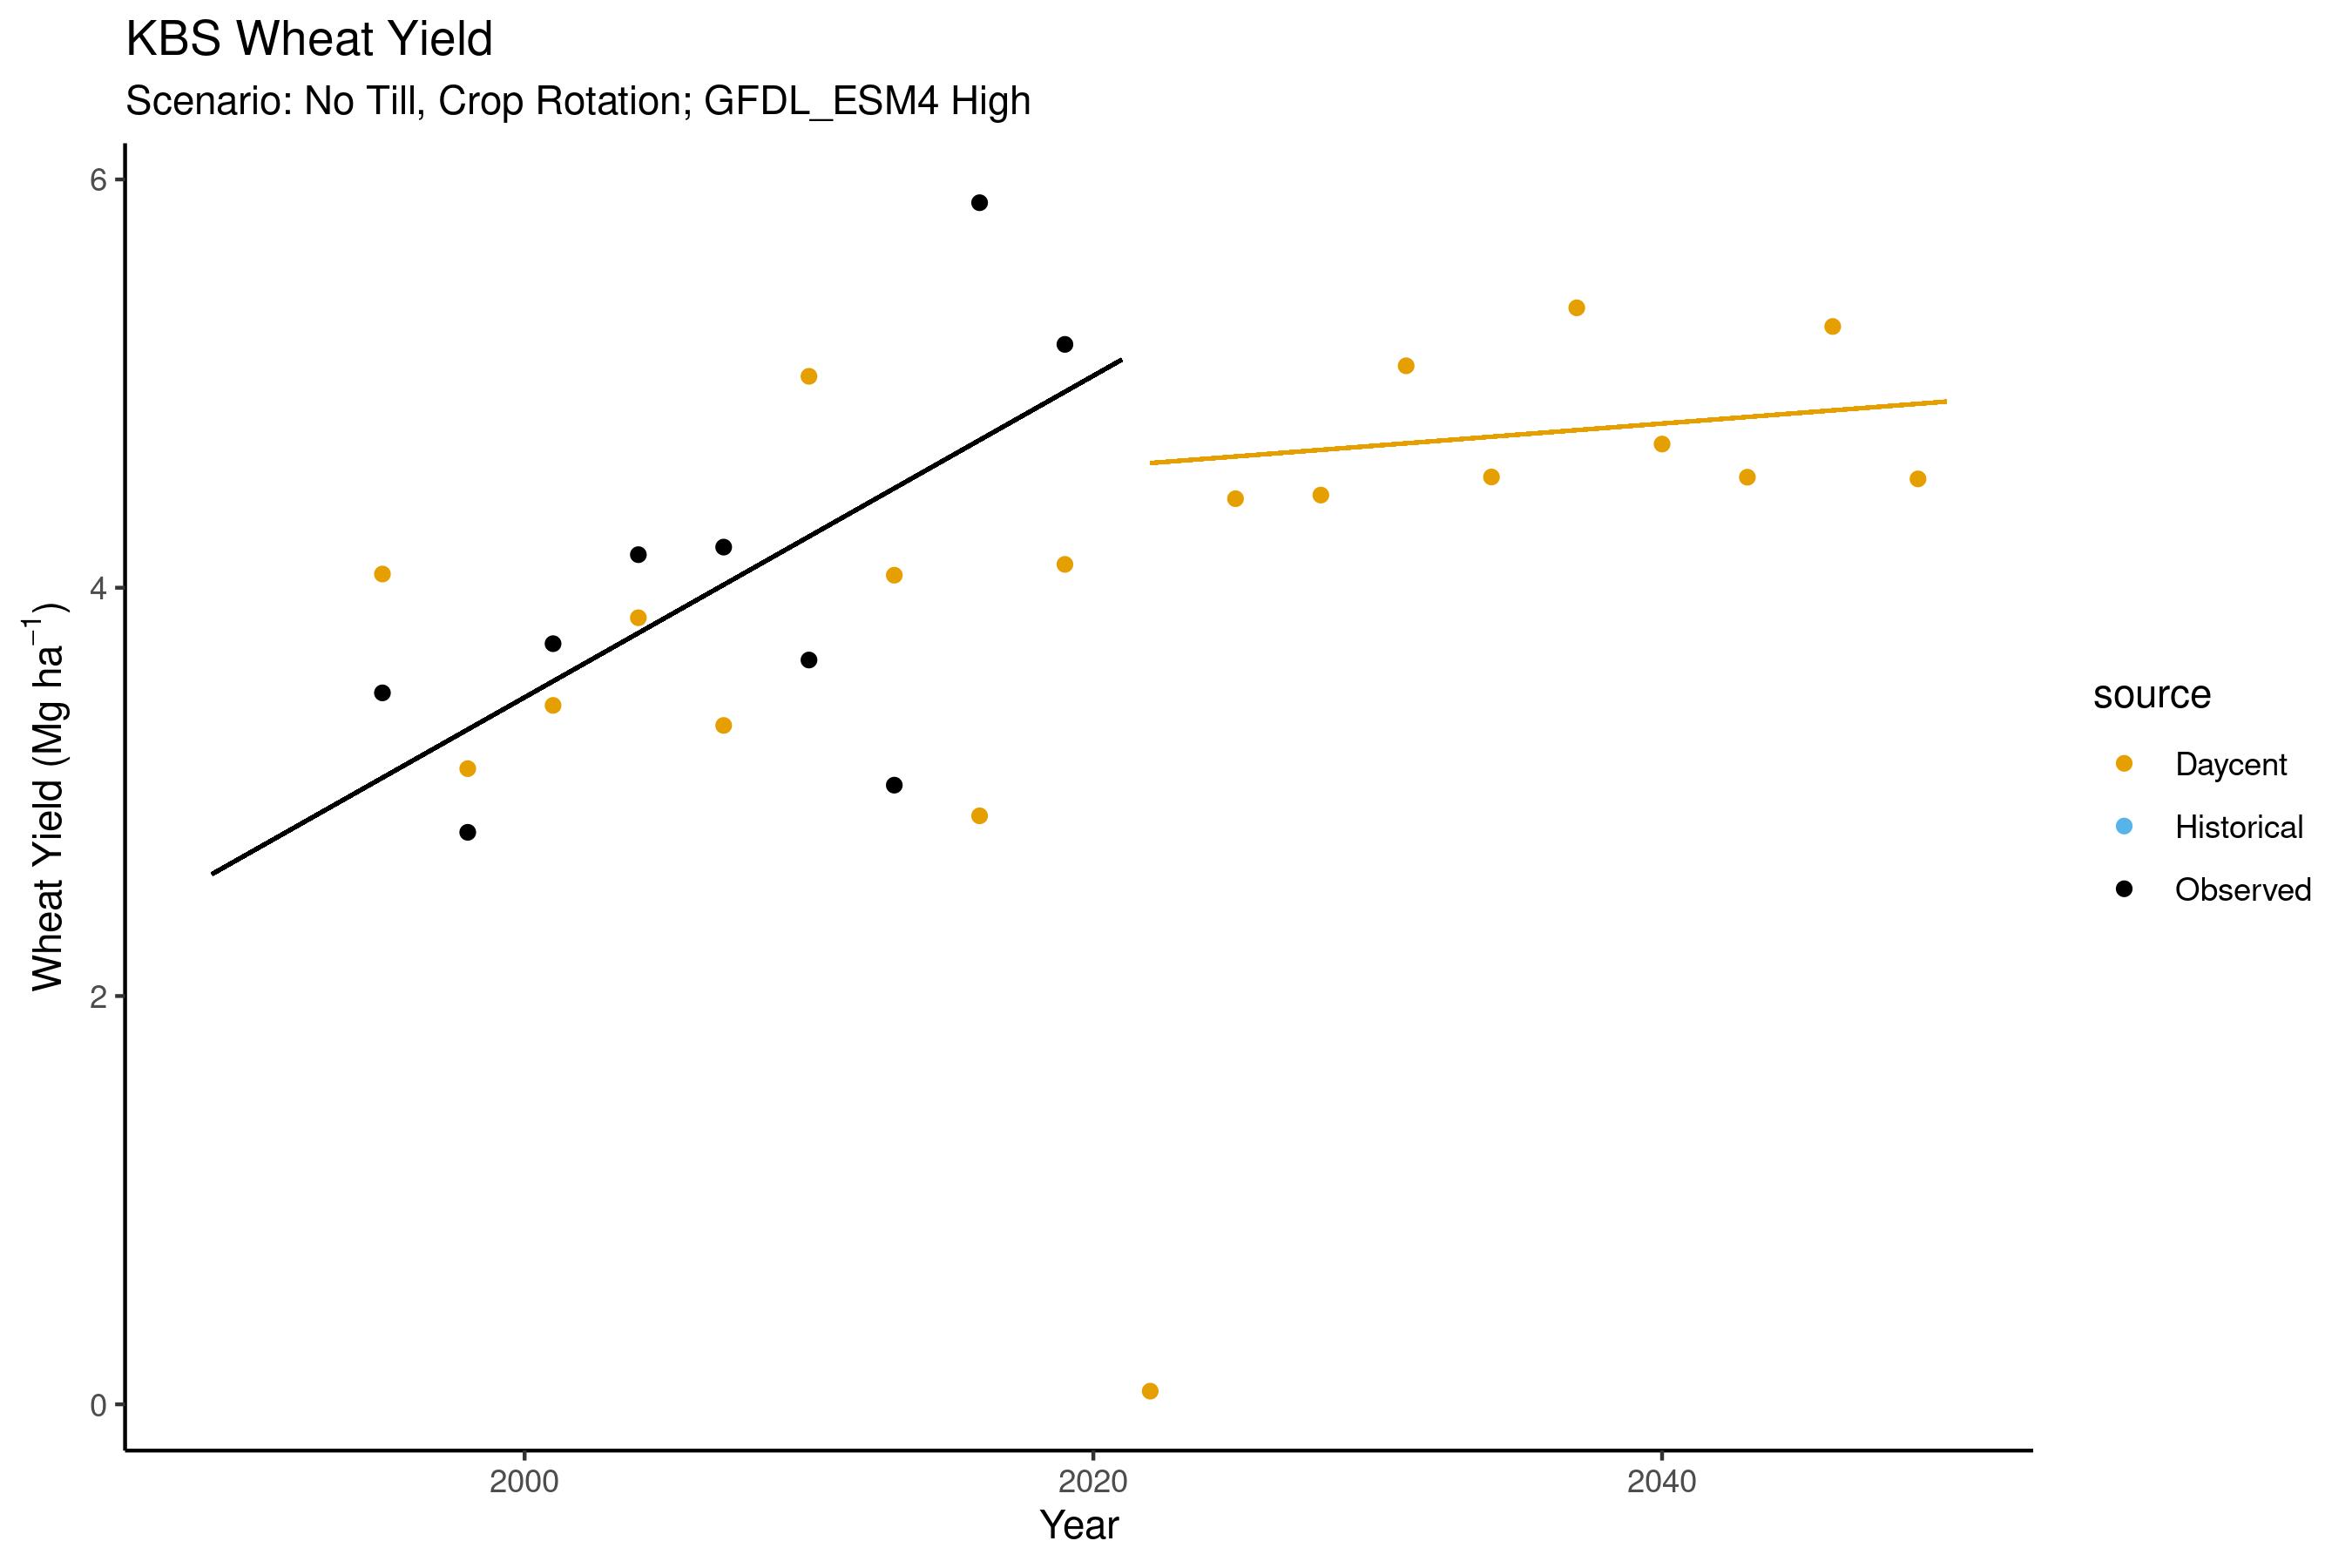 KBS Wheat Yield
Scenario: No Till, Crop Rotation; GFDL_ESM4 High
Wheat Yield (Mg ha⁻¹)
6
4
2
0
2000
2020
2040
Year
source
Daycent
Historical
Observed